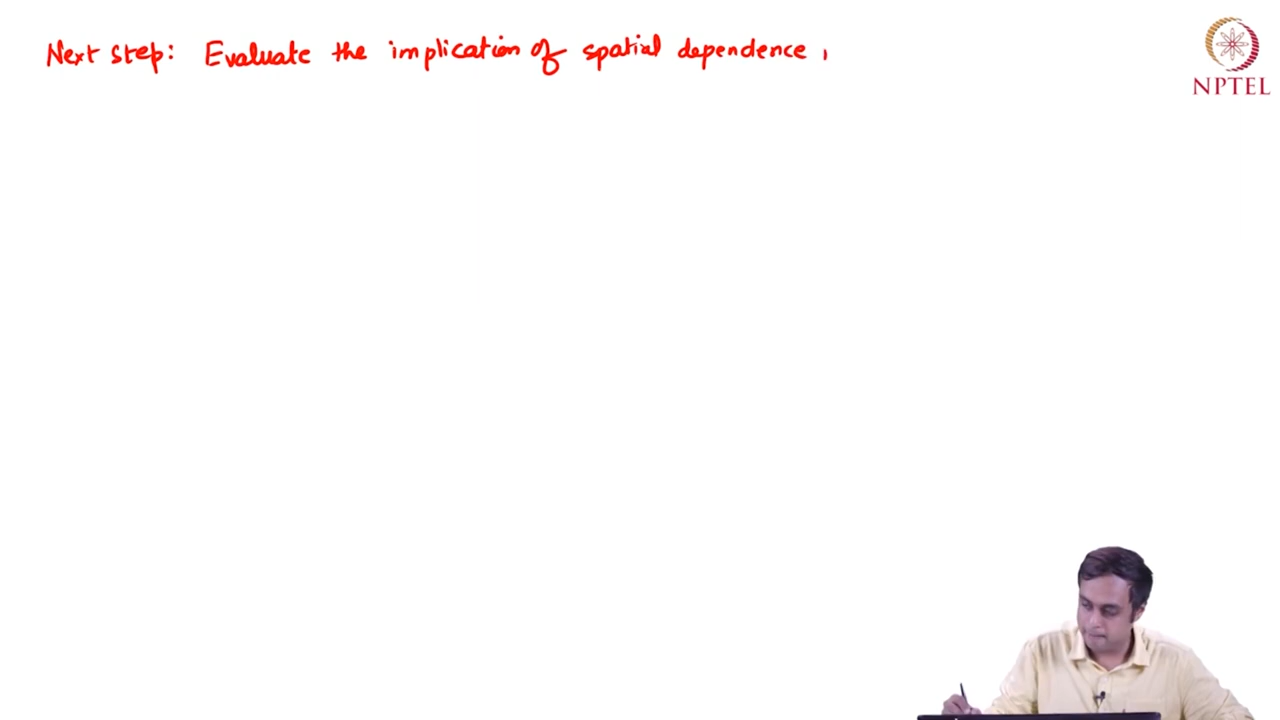 Next step: Evaluate the implication of spatial dependence
NPTEL